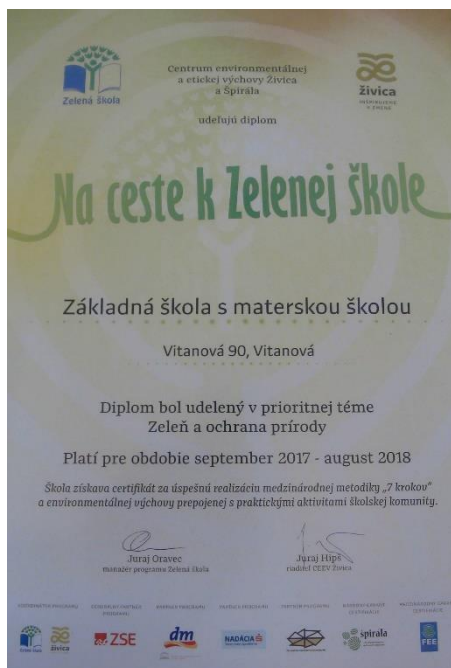 Zelená škola
Centrum environmentálnej
a etickej výchovy Živica
a Špirála
udeľujú diplom
živica
Na ceste k Zelenej škole
Základná škola s materskou školou
Vitanová 90, Vitanová
Diplom bol udelený v prioritnej téme
Zeleň a ochrana prírody
Platí pre obdobie september 2017 - august 2018
Škola získava certifikát za úspešnú realizáciu medzinárodnej metodiky „7 krokov"
a environmentálnej výchovy prepojenej s praktickými aktivitami školskej komunity.
Juraj Oravec
manažér programu Zelená škola
Juraj Hipš
riaditeľ CEEV Živica
živica
ZSE
dm
NADÁCIA
špirála
FEE